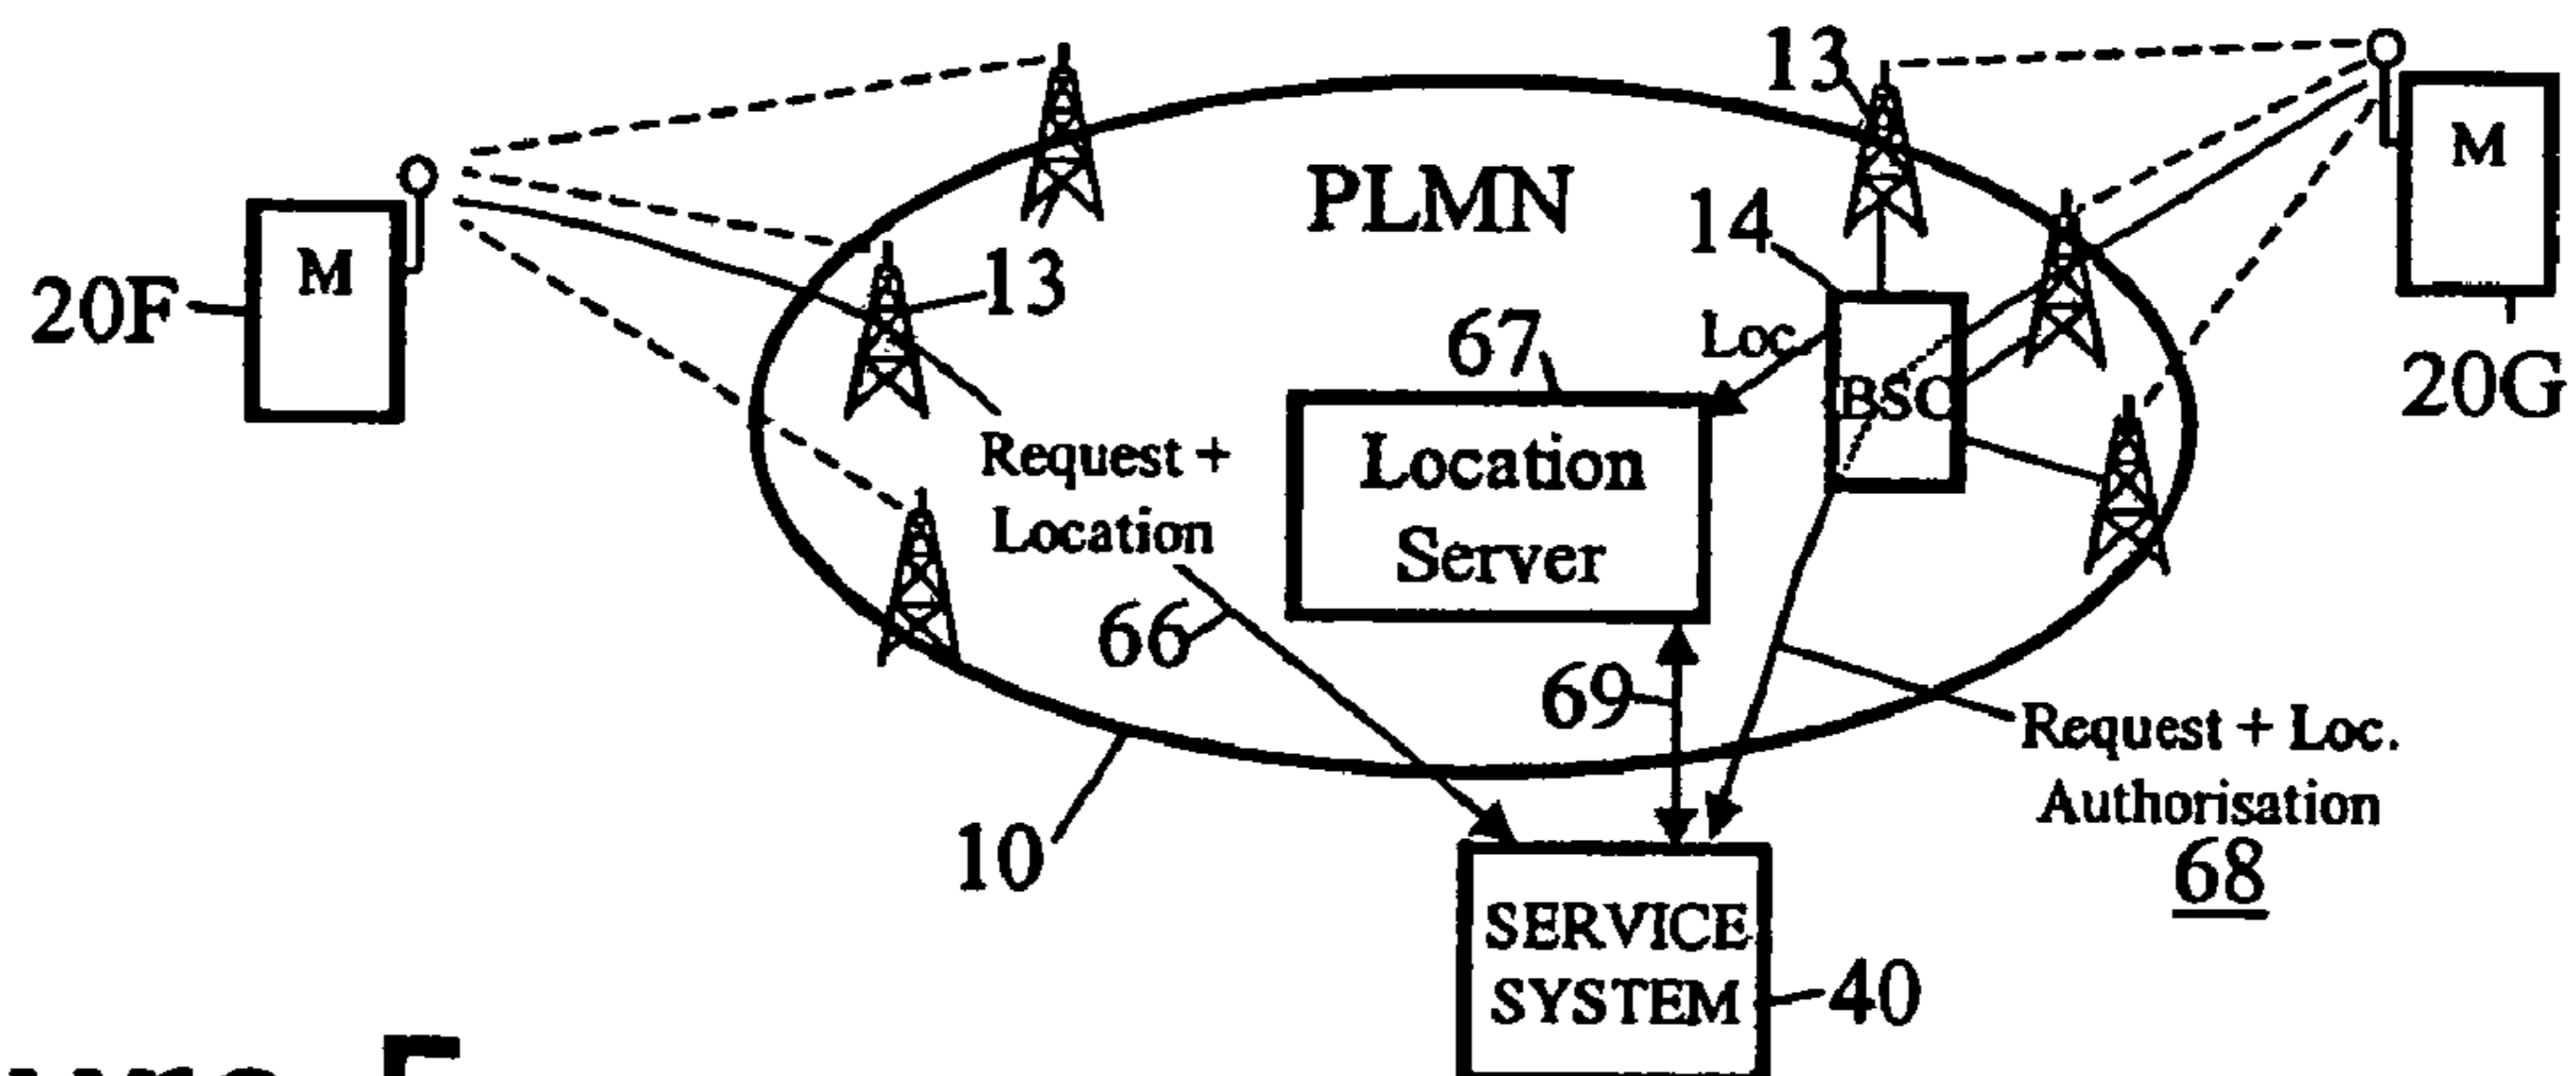 13
PLMN
M
M
14
20F
13
67
Loc.
BSC
20G
Location
Server
Request +
Location
66
69
Request + Loc.
Authorisation
68
10
SERVICE
SYSTEM
40